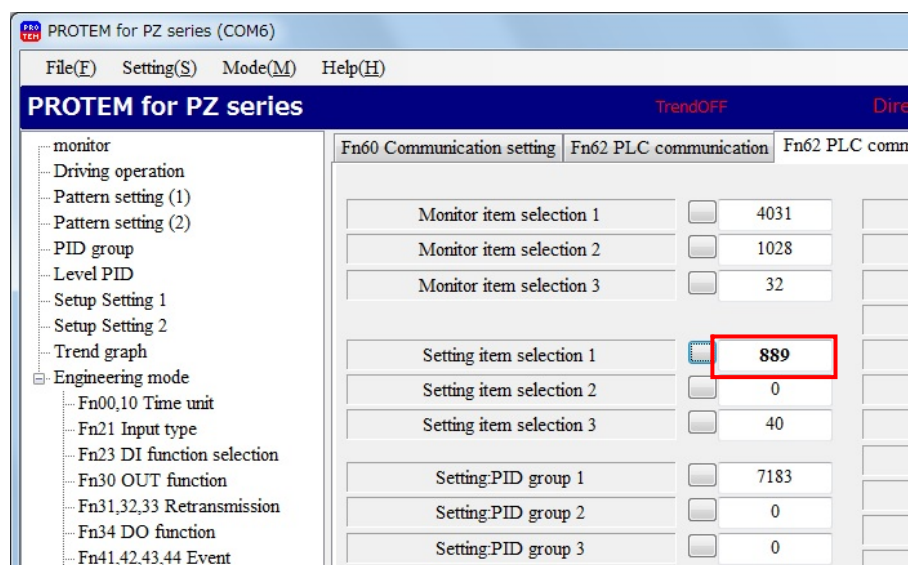 PRO
TEM
PROTEM for PZ series (COM6)
File(F) Setting(S) Mode(M) Help(H)
PROTEM for PZ series TrendOFF Dire
monitor
Driving operation
Pattern setting (1)
Pattern setting (2)
PID group
Level PID
Setup Setting 1
Setup Setting 2
Trend graph
Engineering mode
Fn00,10 Time unit
Fn21 Input type
Fn23 DI function selection
Fn30 OUT function
Fn31,32,33 Retransmission
Fn34 DO function
Fn41,42,43,44 Event
Fn60 Communication setting Fn62 PLC communication Fn62 PLC comm
Monitor item selection 1 4031
Monitor item selection 2 1028
Monitor item selection 3 32
Setting item selection 1 889
Setting item selection 2 0
Setting item selection 3 40
Setting:PID group 1 7183
Setting:PID group 2 0
Setting:PID group 3 0